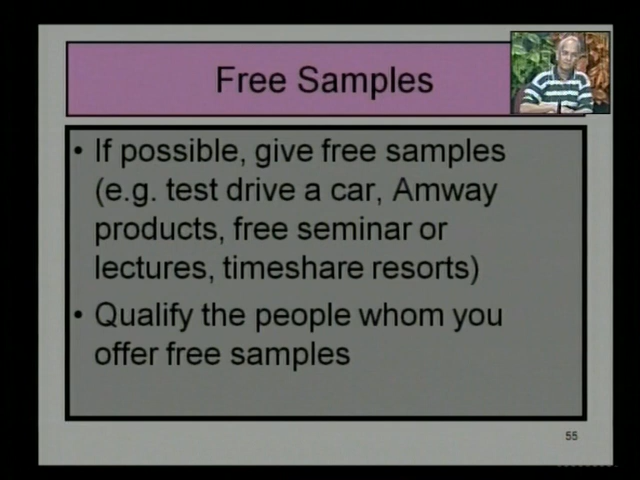 Free Samples
• If possible, give free samples
(e.g. test drive a car, Amway
products, free seminar or
lectures, timeshare resorts)
• Qualify the people whom you
offer free samples
55